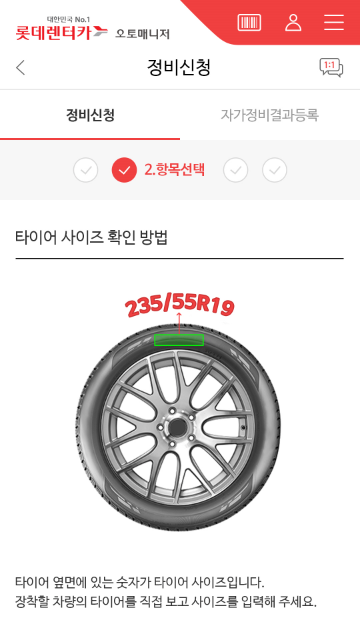 대한민국 No.1
롯데렌터카 오토매니저
정비신청
1:1
정비신청 자가정비결과등록
2.항목선택
타이어 사이즈 확인 방법
235/55R19
타이어 옆면에 있는 숫자가 타이어 사이즈입니다.
장착할 차량의 타이어를 직접 보고 사이즈를 입력해 주세요.